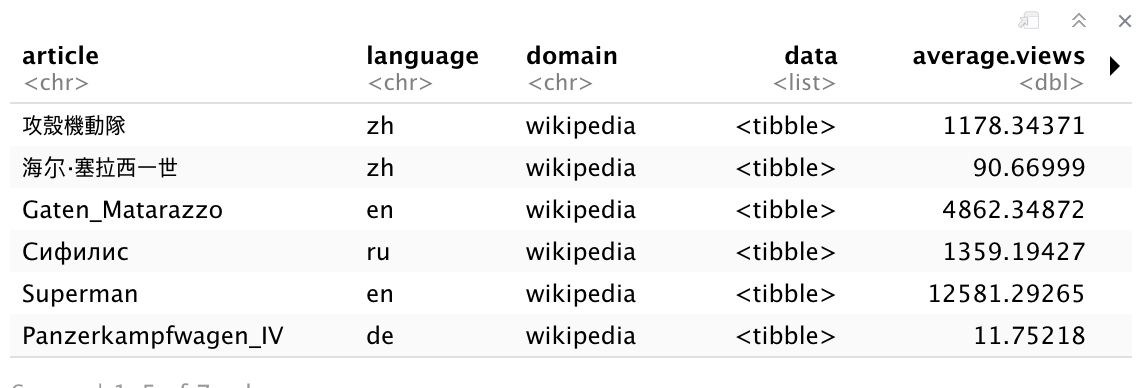 article language domain data average.views
<chr> <chr> <chr> <list> <dbl>
攻殼機動隊 zh wikipedia <tibble> 1178.34371
海尔·塞拉西一世 zh wikipedia <tibble> 90.66999
Gaten_Matarazzo en wikipedia <tibble> 4862.34872
Сифилис ru wikipedia <tibble> 1359.19427
Superman en wikipedia <tibble> 12581.29265
Panzerkampfwagen_IV de wikipedia <tibble> 11.75218